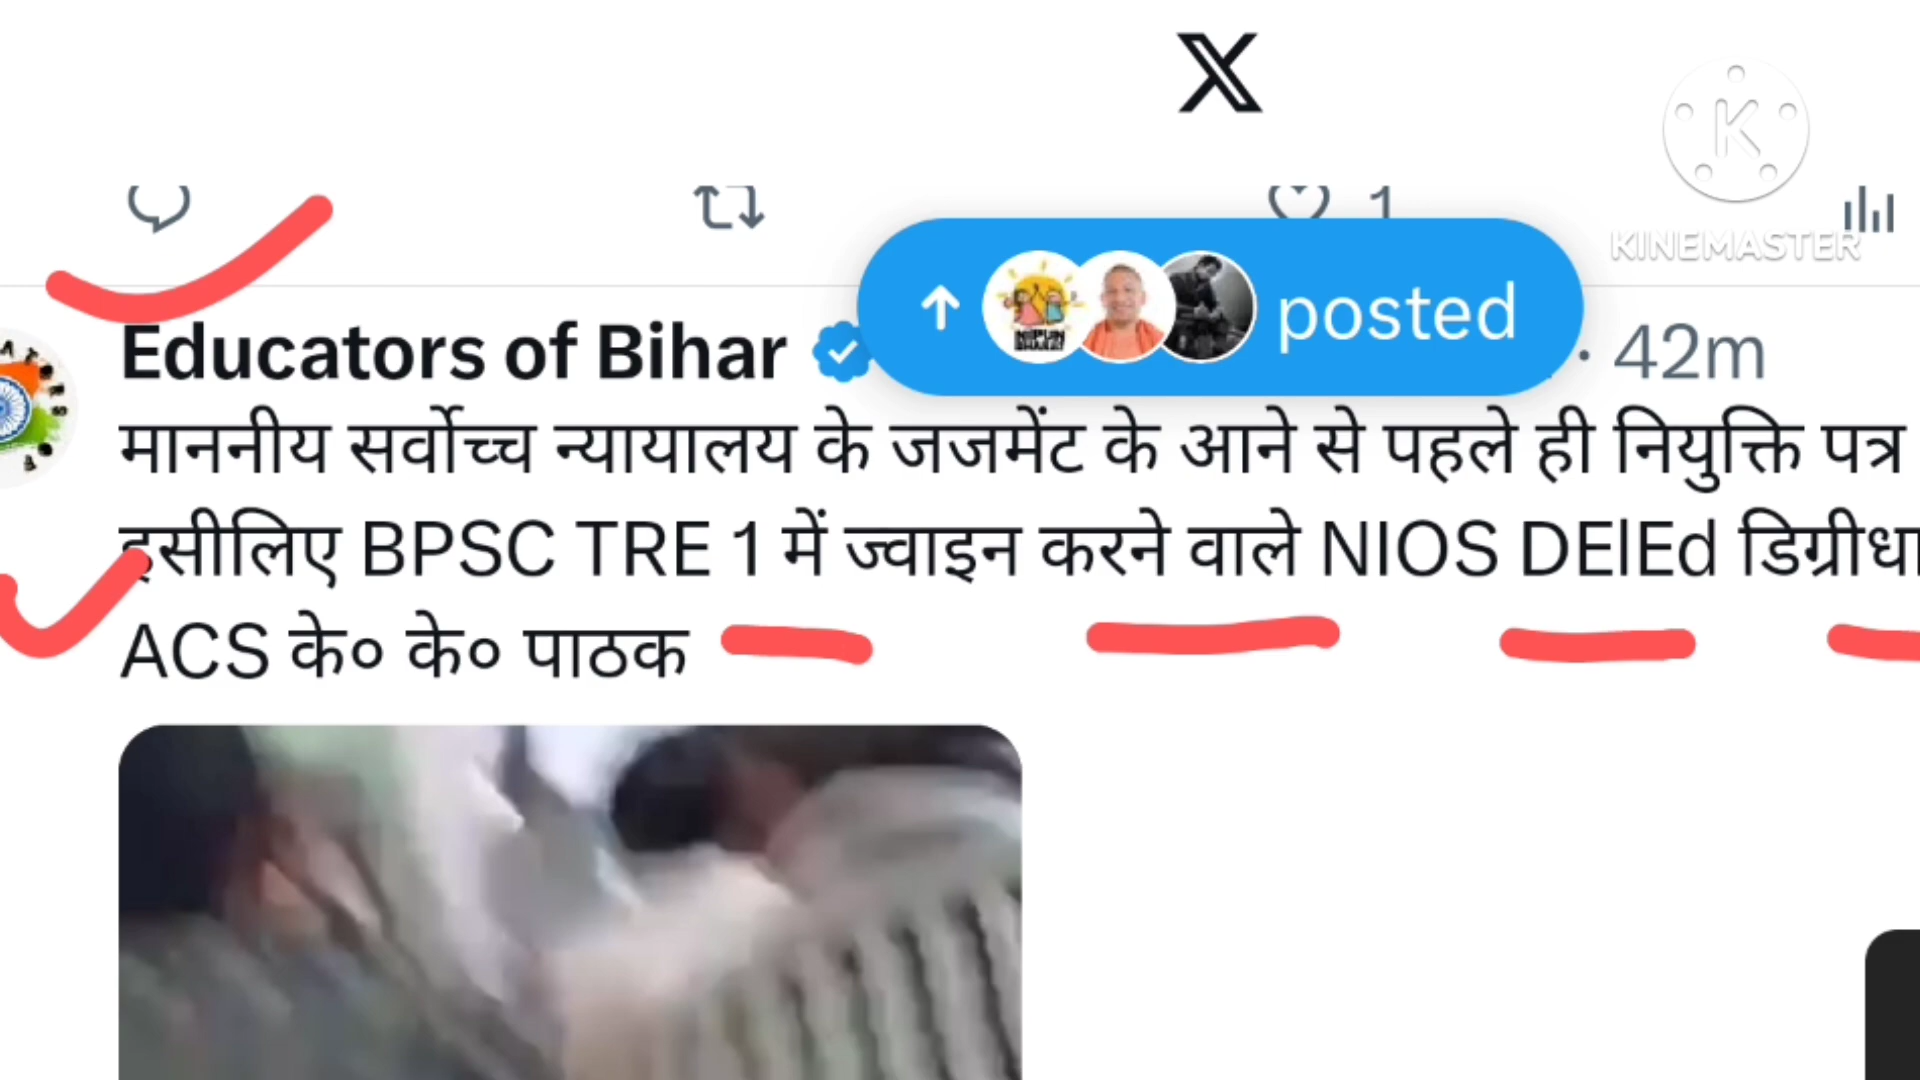 1
KINEMASTER
posted
Educators of Bihar
· 42m
माननीय सर्वोच्च न्यायालय के जजमेंट के आने से पहले ही नियुक्ति पत्र
इसीलिए BPSC TRE 1 में ज्वाइन करने वाले NIOS DElEd
ACS के० के० पाठक